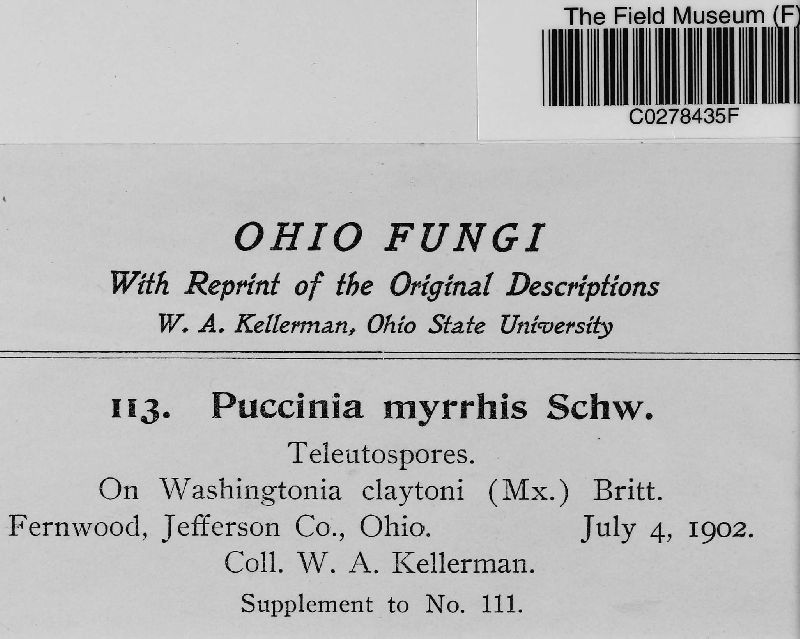 The Field Museum (F)
C0278435F
OHIO FUNGI
With Reprint of the Original Descriptions
W. A. Kellerman, Ohio State University
113. Puccinia myrrhis Schw.
Teleutospores.
On Washingtonia claytoni (Mx.) Britt.
Fernwood, Jefferson Co., Ohio. July 4, 1902.
Coll. W. A. Kellerman.
Supplement to No. 111.